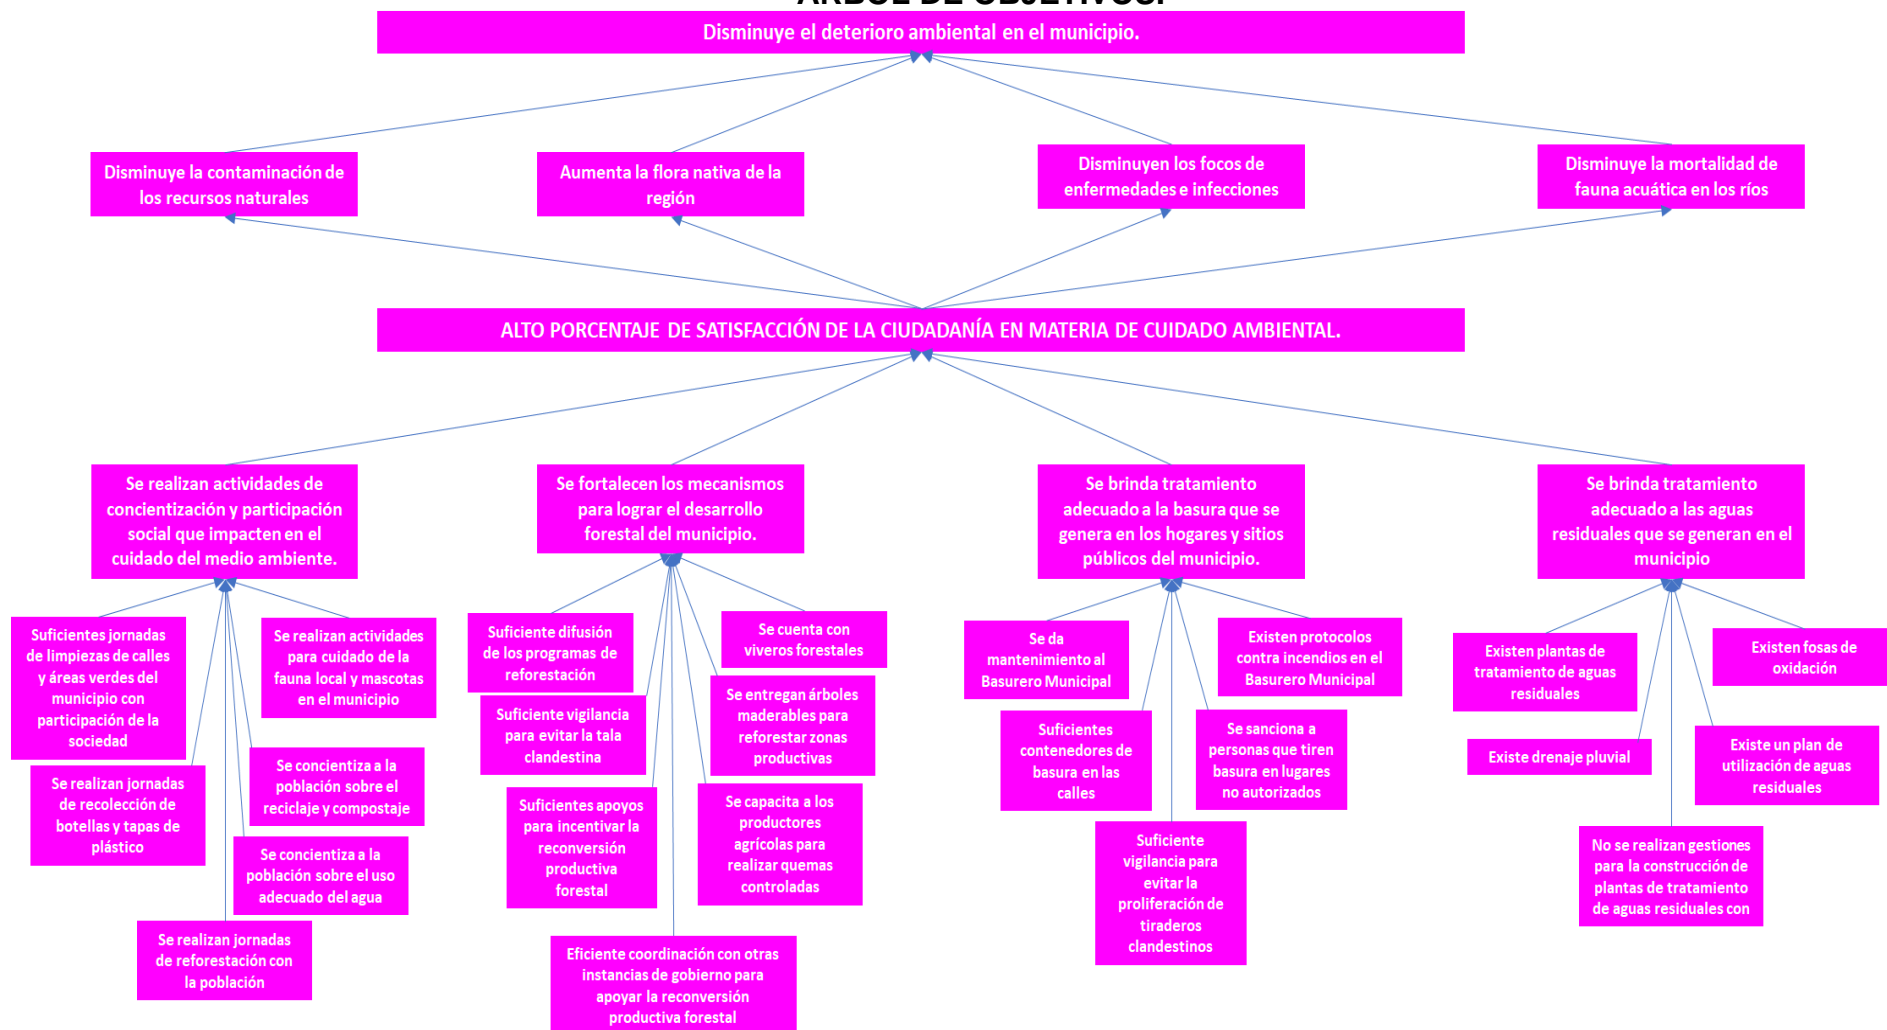 ÁRBOL DE OBJETIVOS.
Disminuye el deterioro ambiental en el municipio.
Disminuye la contaminación de
los recursos naturales
Aumenta la flora nativa de la
región
Disminuyen los focos de
enfermedades e infecciones
Disminuye la mortalidad de
fauna acuática en los ríos
ALTO PORCENTAJE DE SATISFACCIÓN DE LA CIUDADANÍA EN MATERIA DE CUIDADO AMBIENTAL.
Se realizan actividades de
concientización y participación
social que impacten en el
cuidado del medio ambiente.
Se fortalecen los mecanismos
para lograr el desarrollo
forestal del municipio.
Se brinda tratamiento
adecuado a la basura que se
genera en los hogares y sitios
públicos del municipio.
Se brinda tratamiento
adecuado a las aguas
residuales que se generan en el
municipio
Suficientes jornadas
de limpiezas de calles
y áreas verdes del
municipio con
participación de la
sociedad
Se realizan actividades
para cuidado de la
fauna local y mascotas
en el municipio
Se realizan jornadas
de recolección de
botellas y tapas de
plástico
Se concientiza a la
población sobre el
reciclaje y compostaje
Se concientiza a la
población sobre el uso
adecuado del agua
Se realizan jornadas
de reforestación con
la población
Suficiente difusión
de los programas de
reforestación
Se cuenta con
viveros forestales
Suficiente vigilancia
para evitar la tala
clandestina
Se entregan árboles
maderables para
reforestar zonas
productivas
Suficientes apoyos
para incentivar la
reconversión
productiva
forestal
Se capacita a los
productores
agrícolas para
realizar quemas
controladas
Eficiente coordinación con otras
instancias de gobierno para
apoyar la reconversión
productiva forestal
Se da
mantenimiento al
Basurero Municipal
Existen protocolos
contra incendios en el
Basurero Municipal
Suficientes
contenedores de
basura en las
calles
Se sanciona a
personas que tiren
basura en lugares
no autorizados
Suficiente
vigilancia para
evitar la
proliferación de
tiraderos
clandestinos
Existen plantas de
tratamiento de aguas
residuales
Existen fosas de
oxidación
Existe drenaje pluvial
Existe un plan de
utilización de aguas
residuales
No se realizan gestiones
para la construcción de
plantas de tratamiento
de aguas residuales con